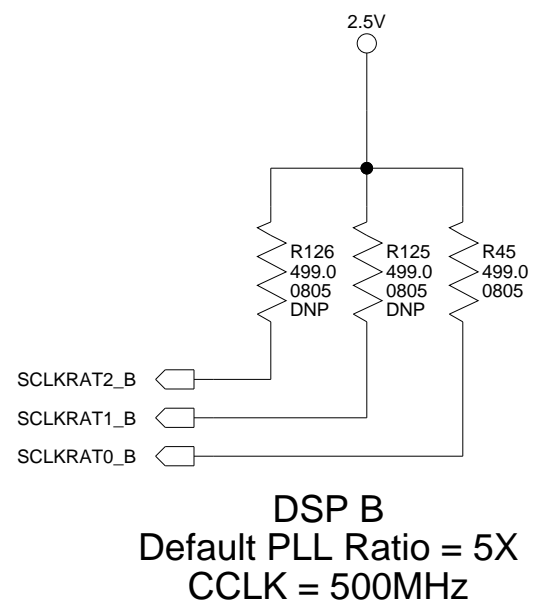 2.5V
R126
499.0
0805
DNP
R125
499.0
0805
DNP
R45
499.0
0805
SCLKRAT2_B
SCLKRAT1_B
SCLKRAT0_B
DSP B
Default PLL Ratio = 5X
CCLK = 500MHz